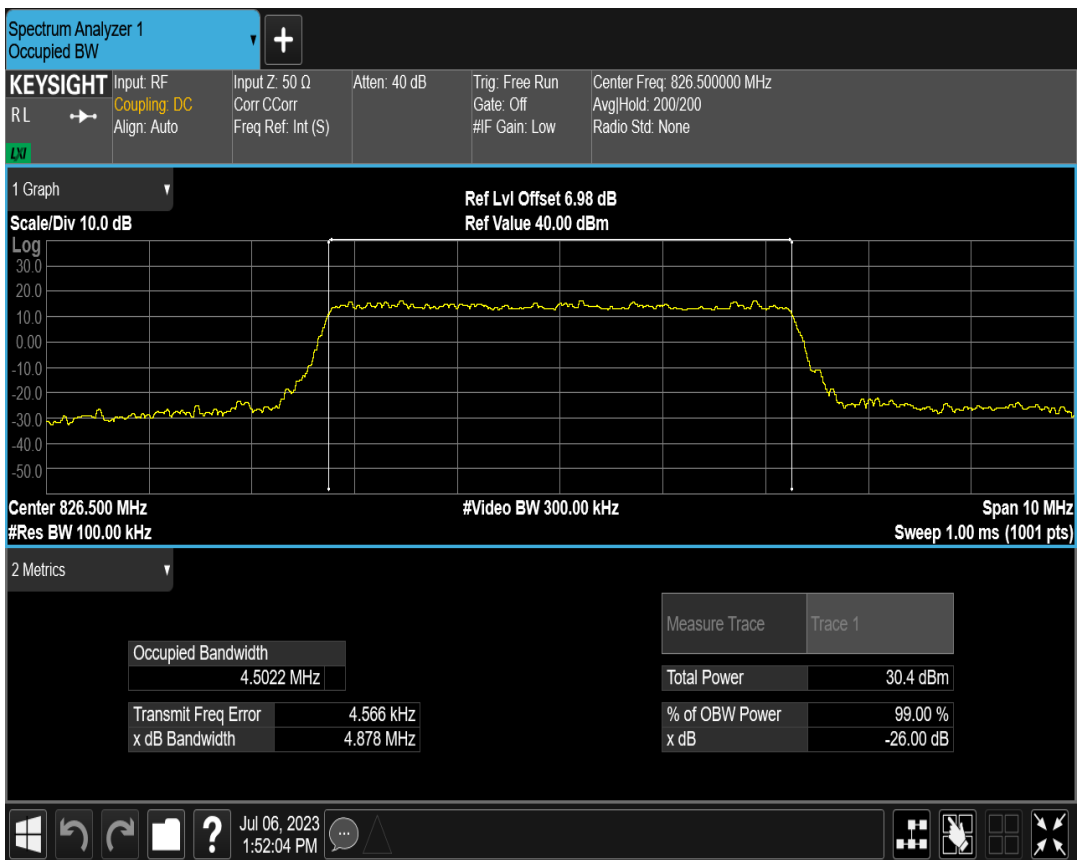 Spectrum Analyzer 1
Occupied BW
KEYSIGHT
R L
LXI
Input: RF
Coupling: DC
Align: Auto
Input Z: 50 Ω
Corr CCorr
Freq Ref: Int (S)
Atten: 40 dB
Trig: Free Run
Gate: Off
#IF Gain: Low
Center Freq: 826.500000 MHz
Avg|Hold: 200/200
Radio Std: None
1 Graph
Ref Lvl Offset 6.98 dB
Scale/Div 10.0 dB
Ref Value 40.00 dBm
Log
30.0
20.0
10.0
0.00
-10.0
-20.0
-30.0
-40.0
-50.0
Center 826.500 MHz
#Video BW 300.00 kHz
Span 10 MHz
#Res BW 100.00 kHz
Sweep 1.00 ms (1001 pts)
2 Metrics
Measure Trace Trace 1
Occupied Bandwidth
4.5022 MHz
Total Power 30.4 dBm
Transmit Freq Error 4.566 kHz
% of OBW Power 99.00 %
x dB Bandwidth 4.878 MHz
x dB -26.00 dB
?
Jul 06, 2023
1:52:04 PM